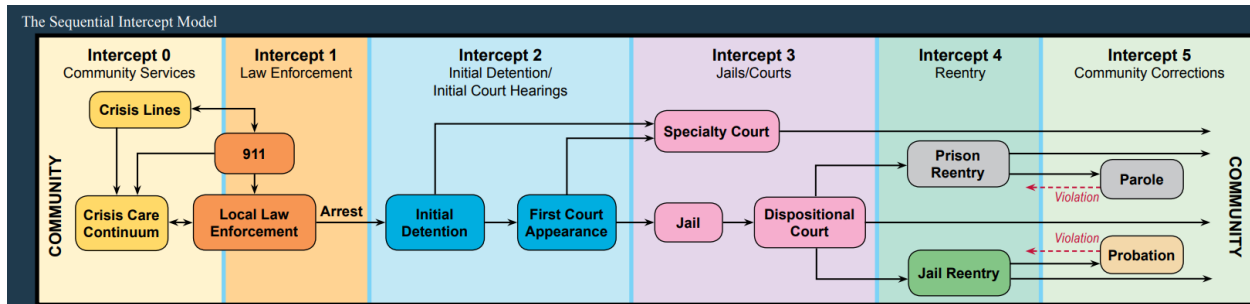 The Sequential Intercept Model
Intercept 0
Community Services
Intercept 1
Law Enforcement
Intercept 2
Initial Detention/
Initial Court Hearings
Intercept 3
Jails/Courts
Intercept 4
Reentry
Intercept 5
Community Corrections
COMMUNITY
Crisis Lines
911
Crisis Care
Continuum
Local Law
Enforcement
Arrest
Initial
Detention
First Court
Appearance
Specialty Court
Jail
Dispositional
Court
Prison
Reentry
Parole
Violation
Violation
Probation
Jail Reentry
COMMUNITY